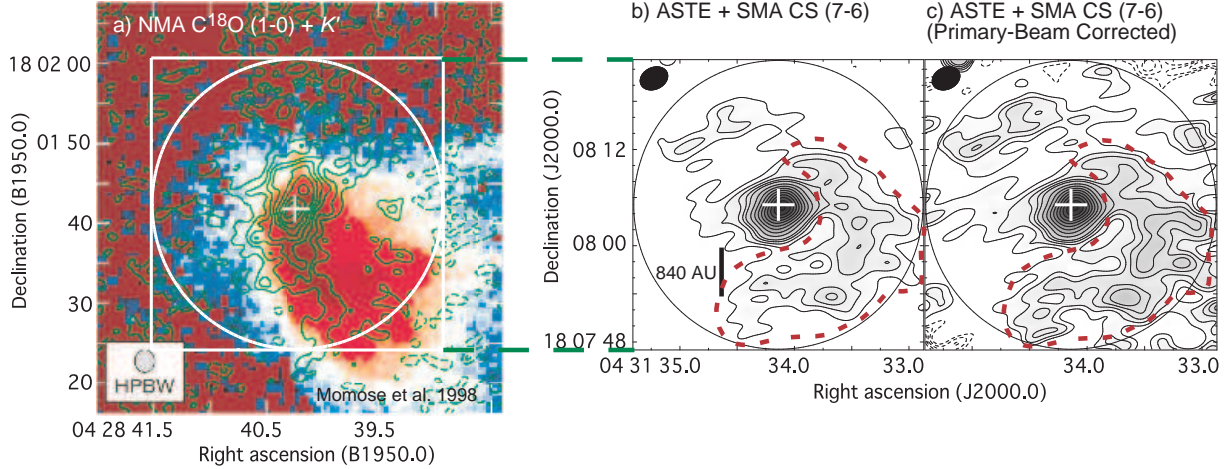 a) NMA C¹⁸O (1-0) + K'
b) ASTE + SMA CS (7-6)
c) ASTE + SMA CS (7-6)
(Primary-Beam Corrected)
Declination (B1950.0)
18 02 00
01 50
40
30
20
HPBW
Momose et al. 1998
04 28 41.5 40.5 39.5
Right ascension (B1950.0)
Declination (J2000.0)
08 12
08 00
18 07 48
840 AU
04 31 35.0 34.0 33.0 34.0 33.0
Right ascension (J2000.0)